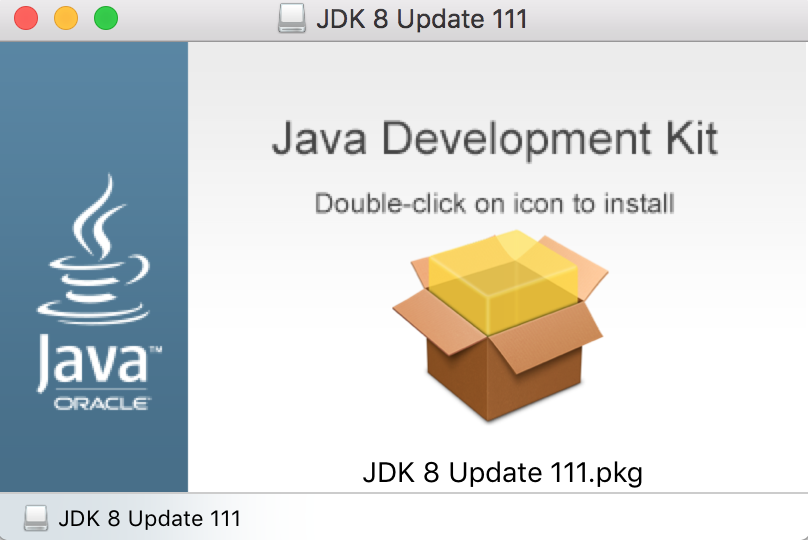 JDK 8 Update 111
Java Development Kit
Double-click on icon to install
Java™
ORACLE
JDK 8 Update 111.pkg
JDK 8 Update 111